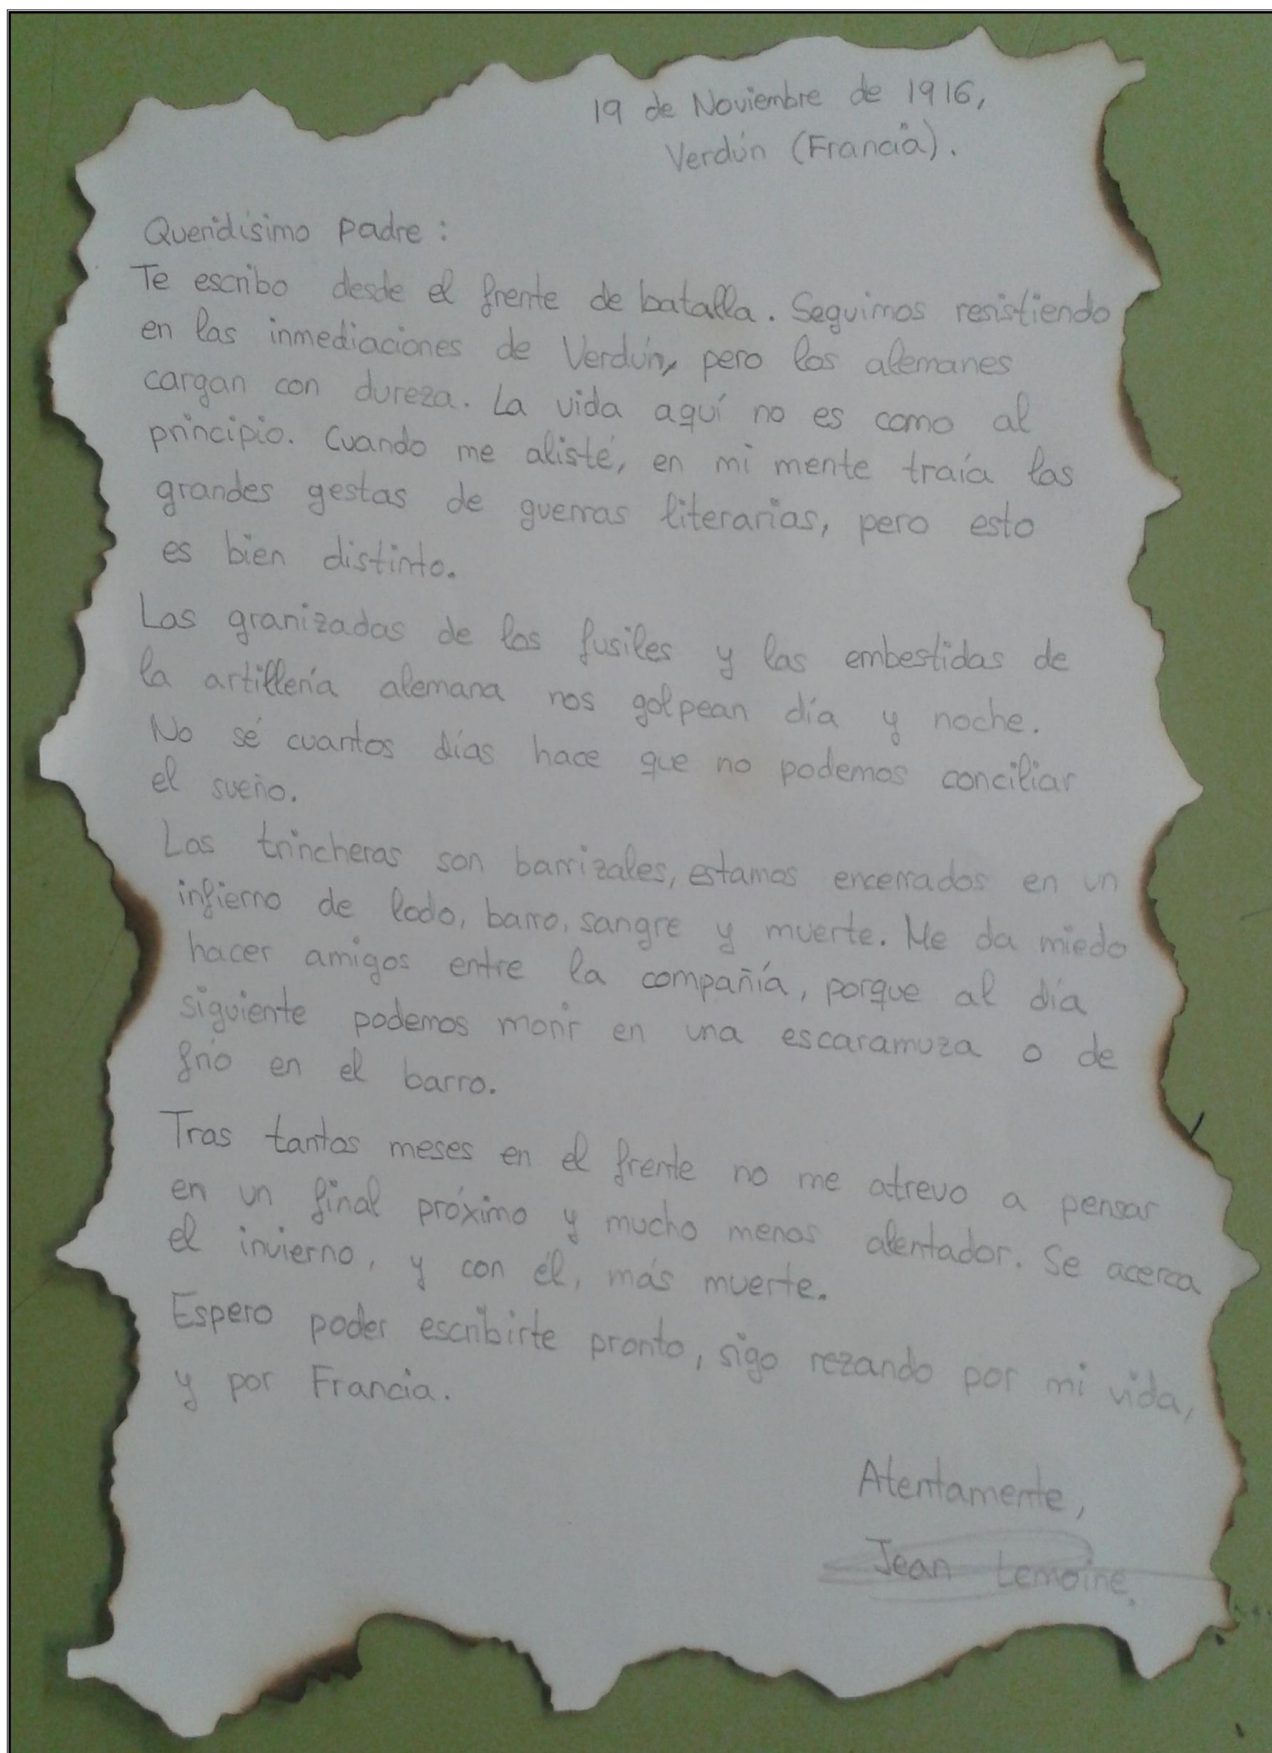 19 de Noviembre de 1916,
Verdún (Francia).
Queridísimo padre:
Te escribo desde el frente de batalla. Seguimos resistiendo
en las inmediaciones de Verdún, pero los alemanes
cargan con dureza. La vida aquí no es como al
principio. Cuando me alisté, en mi mente traía las
grandes gestas de guerras literarias, pero esto
es bien distinto.
Las granizadas de los fusiles y las embestidas de
la artillería alemana nos golpean día y noche.
No sé cuantos días hace que no podemos conciliar
el sueño.
Las trincheras son barrizales, estamos encerrados en un
infierno de lodo, barro, sangre y muerte. Me da miedo
hacer amigos entre la compañía, porque al día
siguiente podemos morir en una escaramuza o de
frío en el barro.
Tras tantos meses en el frente no me atrevo a pensar
en un final próximo y mucho menos alentador. Se acerca
el invierno, y con él, más muerte.
Espero poder escribirte pronto, sigo rezando por mi vida,
y por Francia.
Atentamente,
Jean Lemoine.